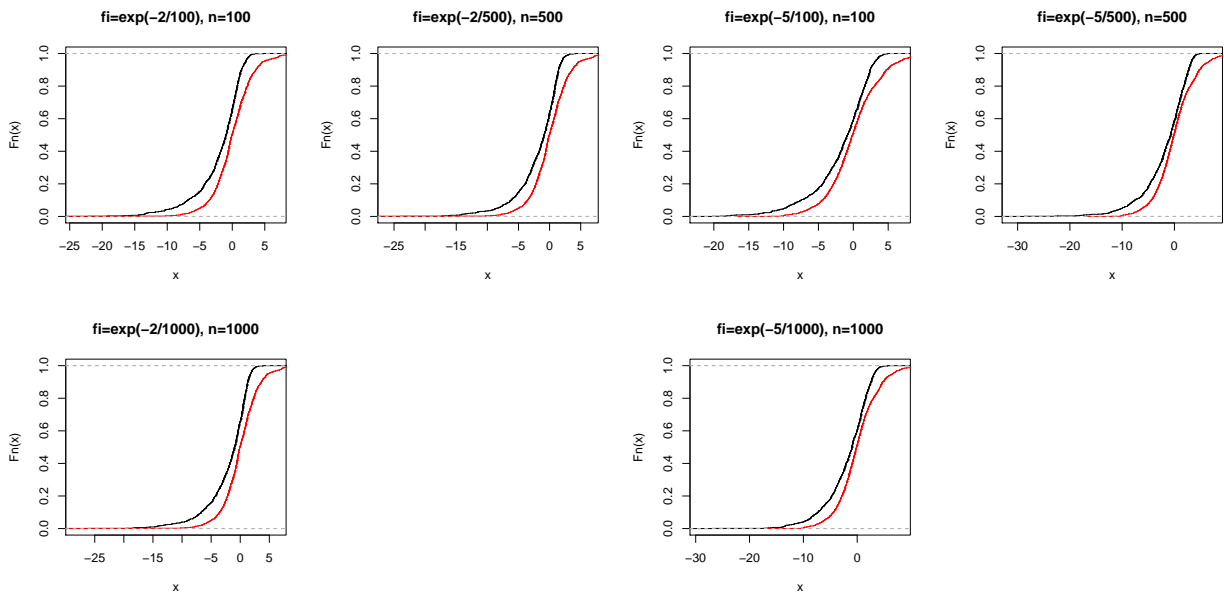 fi=exp(−2/100), n=100
Fn(x)
0.0 0.2 0.4 0.6 0.8 1.0
−25 −20 −15 −10 −5 0 5
x
fi=exp(−2/500), n=500
Fn(x)
0.0 0.2 0.4 0.6 0.8 1.0
−25 −15 −5 0 5
x
fi=exp(−5/100), n=100
Fn(x)
0.0 0.2 0.4 0.6 0.8 1.0
−20 −15 −10 −5 0 5
x
fi=exp(−5/500), n=500
Fn(x)
0.0 0.2 0.4 0.6 0.8 1.0
−30 −20 −10 0
x
fi=exp(−2/1000), n=1000
Fn(x)
0.0 0.2 0.4 0.6 0.8 1.0
−25 −15 −5 0 5
x
fi=exp(−5/1000), n=1000
Fn(x)
0.0 0.2 0.4 0.6 0.8 1.0
−30 −20 −10 0
x